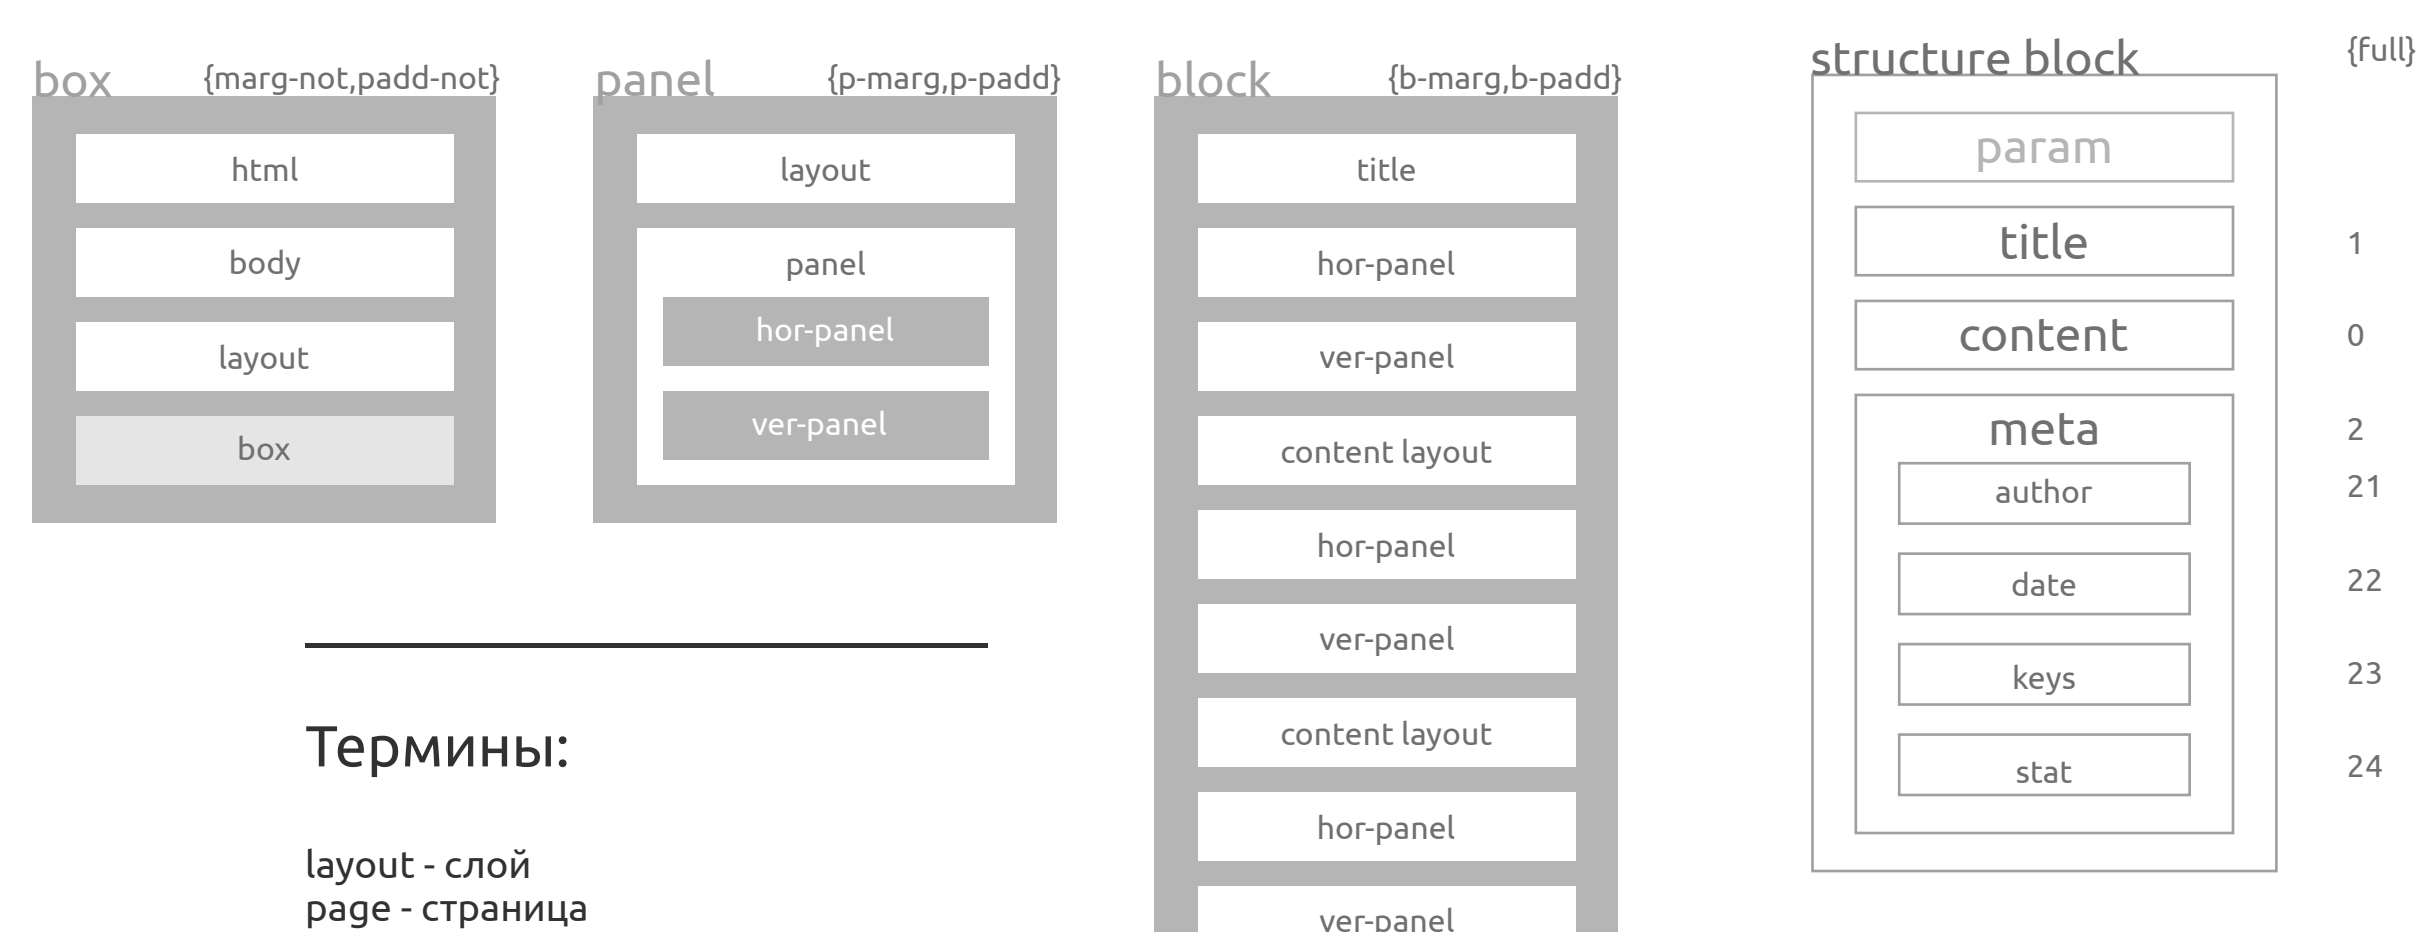 box {marg-not,padd-not}
html
body
layout
box
panel {p-marg,p-padd}
layout
panel
hor-panel
ver-panel
block {b-marg,b-padd}
title
hor-panel
ver-panel
content layout
hor-panel
ver-panel
content layout
hor-panel
ver-panel
structure block {full}
param
title 1
content 0
meta 2
author 21
date 22
keys 23
stat 24
Термины:
layout - слой
page - страница